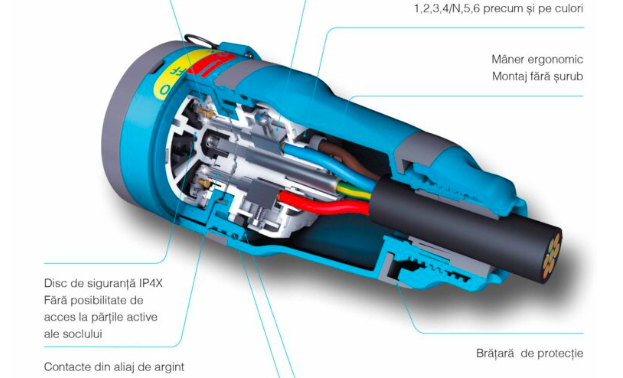 1,2,3,4/N,5,6 precum și pe culori
Mâner ergonomic
Montaj fără șurub
OFF
Disc de siguranță IP4X
Fără posibilitate de
acces la părțile active
ale soclului
Contacte din aliaj de argint
Brățară de protecție